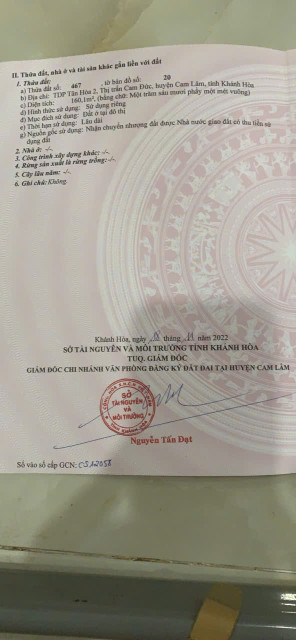 II. Thửa đất, nhà ở và tài sản khác gắn liền với đất
1. Thửa đất:
a) Thửa đất số: 467 , tờ bản đồ số: 20
b) Địa chỉ: TDP Tân Hòa 2, Thị trấn Cam Đức, huyện Cam Lâm, tỉnh Khánh Hòa
c) Diện tích: 160,1m², (bằng chữ: Một trăm sáu mươi phẩy một mét vuông)
d) Hình thức sử dụng: Sử dụng riêng
đ) Mục đích sử dụng: Đất ở tại đô thị
e) Thời hạn sử dụng: Lâu dài
g) Nguồn gốc sử dụng: Nhận chuyển nhượng đất được Nhà nước giao đất có thu tiền sử
dụng đất
2. Nhà ở: -/-.
3. Công trình xây dựng khác: -/-.
4. Rừng sản xuất là rừng trồng: -/-.
5. Cây lâu năm: -/-.
6. Ghi chú: Không.
Khánh Hòa, ngày tháng 11 năm 2022
SỞ TÀI NGUYÊN VÀ MÔI TRƯỜNG TỈNH KHÁNH HÒA
TUQ. GIÁM ĐỐC
GIÁM ĐỐC CHI NHÁNH VĂN PHÒNG ĐĂNG KÝ ĐẤT ĐAI TẠI HUYỆN CAM LÂM
SỞ
TÀI NGUYÊN
VÀ
MÔI TRƯỜNG
Nguyễn Tấn Đạt
Số vào sổ cấp GCN: CS12058